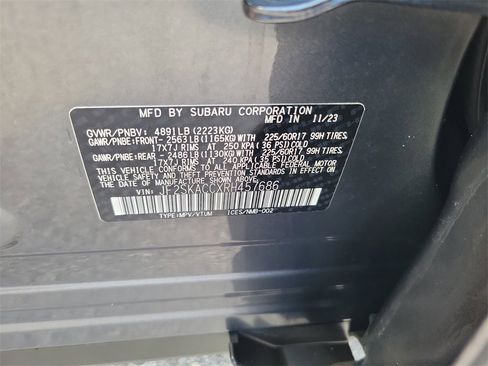 MFD BY SUBARU CORPORATION
MFD IN 11/23
GVWR/PNBV: 4891LB(2223KG)
GAWR/PNBE:FRONT- 2563LB(1165KG)WITH 225/60R17 99H TIRES,
17X7J RIMS AT 250 KPA(36 PSI)COLD
GAWR/PNBE:REAR - 2486LB(1130KG)WITH 225/60R17 99H TIRES,
17X7J RIMS AT 240 KPA(35 PSI)COLD
THIS VEHICLE CONFORMS TO ALL APPLICABLE FEDERAL MOTOR
VEHICLE SAFETY AND THEFT PREVENTION STANDARDS IN EFFECT
ON THE DATE OF MANUFACTURE SHOWN ABOVE.
VIN: JF2SKACCXRH457686
TYPE:MPV/VTUM ICES/NMB-002